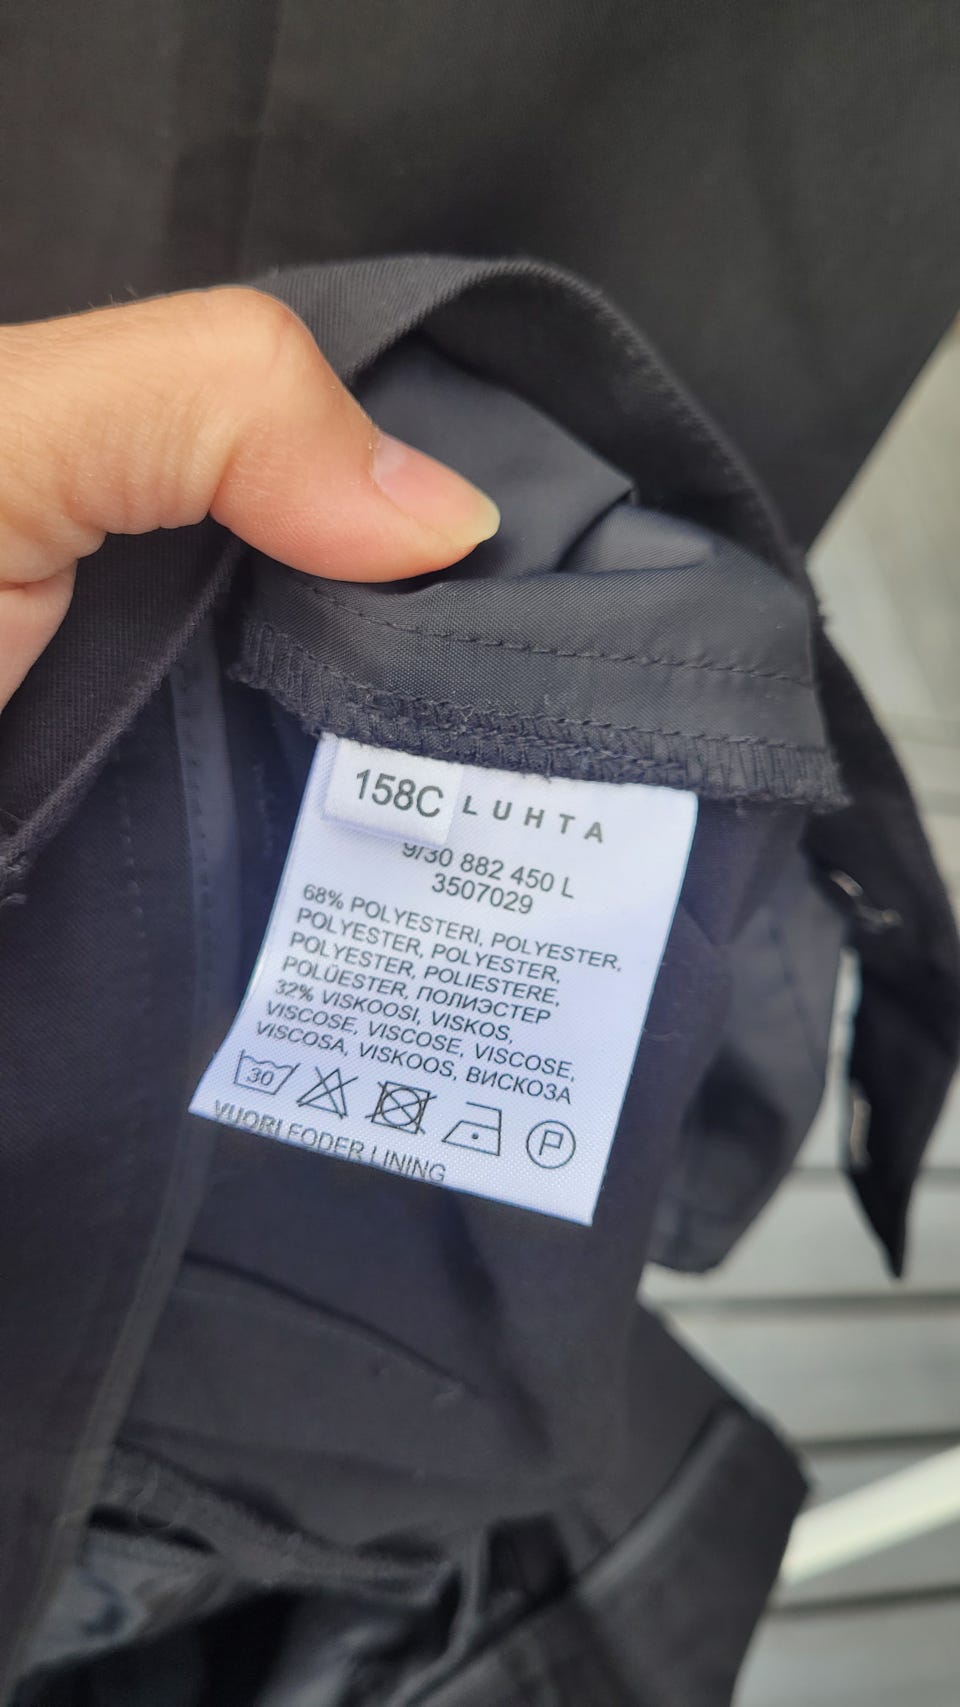 158C LUHTA
9/30 882 450 L
3507029
68% POLYESTERI, POLYESTER,
POLYESTER, POLYESTER,
POLYESTER, POLIESTERE,
POLÜESTER, ПОЛИЭСТЕР
32% VISKOOSI, VISKOS,
VISCOSE, VISCOSE, VISCOSE,
VISCOSA, VISKOOS, ВИСКОЗА
30 P
VUORI FODER LINING